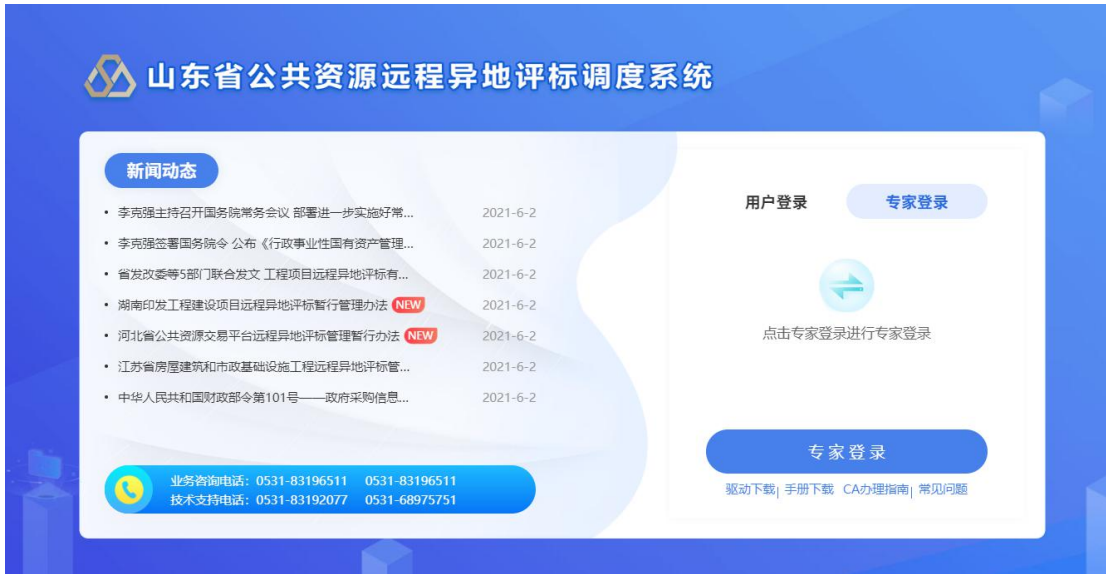 山东省公共资源远程异地评标调度系统
新闻动态
• 李克强主持召开国务院常务会议 部署进一步实施好常... 2021-6-2
• 李克强签署国务院令 公布《行政事业性国有资产管理... 2021-6-2
• 省发改委等5部门联合发文 工程项目远程异地评标有... 2021-6-2
• 湖南印发工程建设项目远程异地评标暂行管理办法 NEW 2021-6-2
• 河北省公共资源交易平台远程异地评标管理暂行办法 NEW 2021-6-2
• 江苏省房屋建筑和市政基础设施工程远程异地评标管... 2021-6-2
• 中华人民共和国财政部令第101号——政府采购信息... 2021-6-2
业务咨询电话：0531-83196511 0531-83196511
技术支持电话：0531-83192077 0531-68975751
用户登录 专家登录
点击专家登录进行专家登录
专家登录
驱动下载| 手册下载 CA办理指南| 常见问题